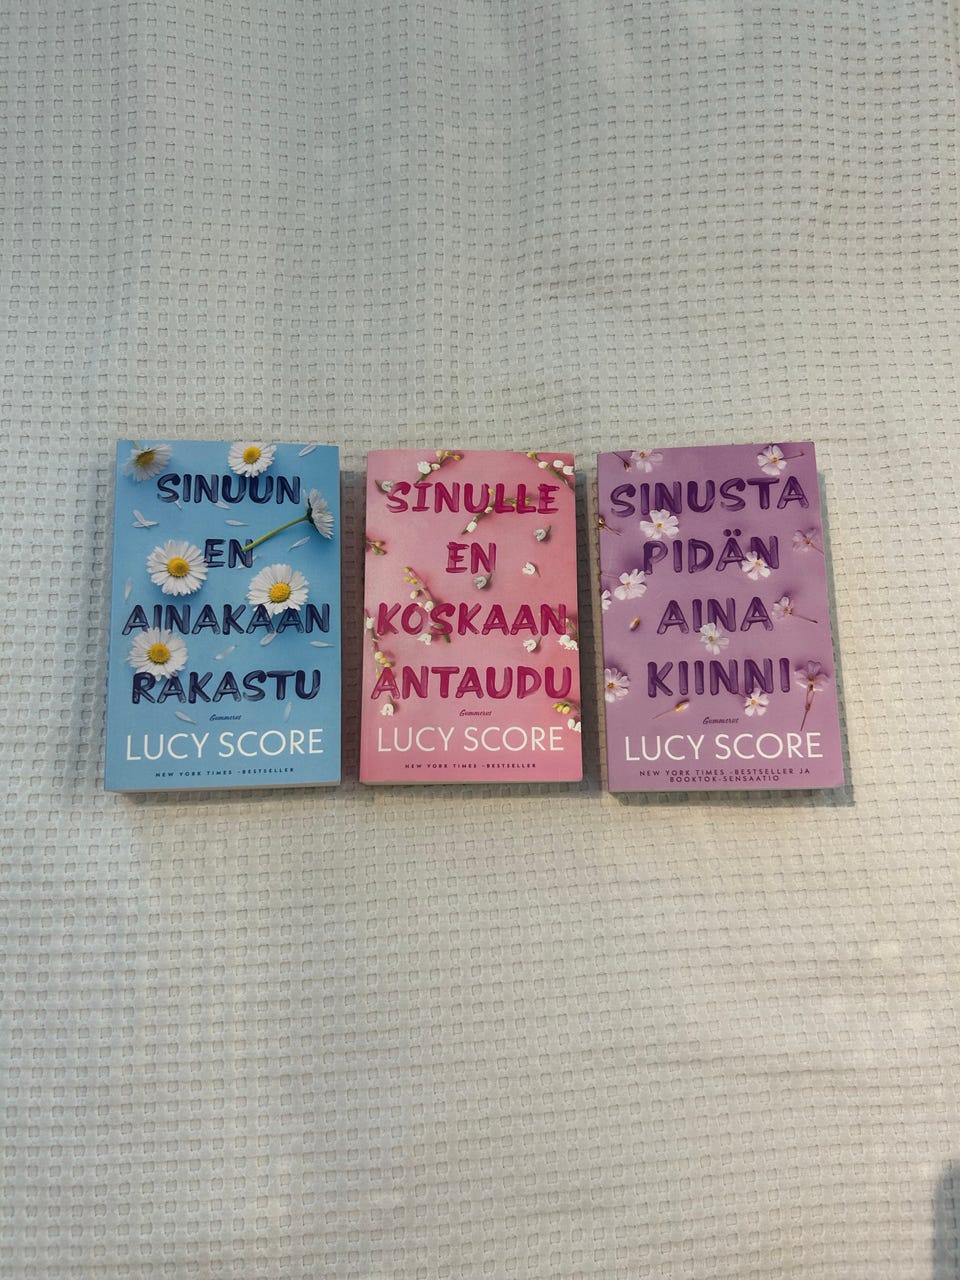 SINUUN
EN
AINAKAAN
RAKASTU
Gummerus
LUCY SCORE
NEW YORK TIMES -BESTSELLER
SINULLE
EN
KOSKAAN
ANTAUDU
Gummerus
LUCY SCORE
NEW YORK TIMES -BESTSELLER
SINUSTA
PIDÄN
AINA
KIINNI
Gummerus
LUCY SCORE
NEW YORK TIMES -BESTSELLER JA
BOOKTOK-SENSAATIO